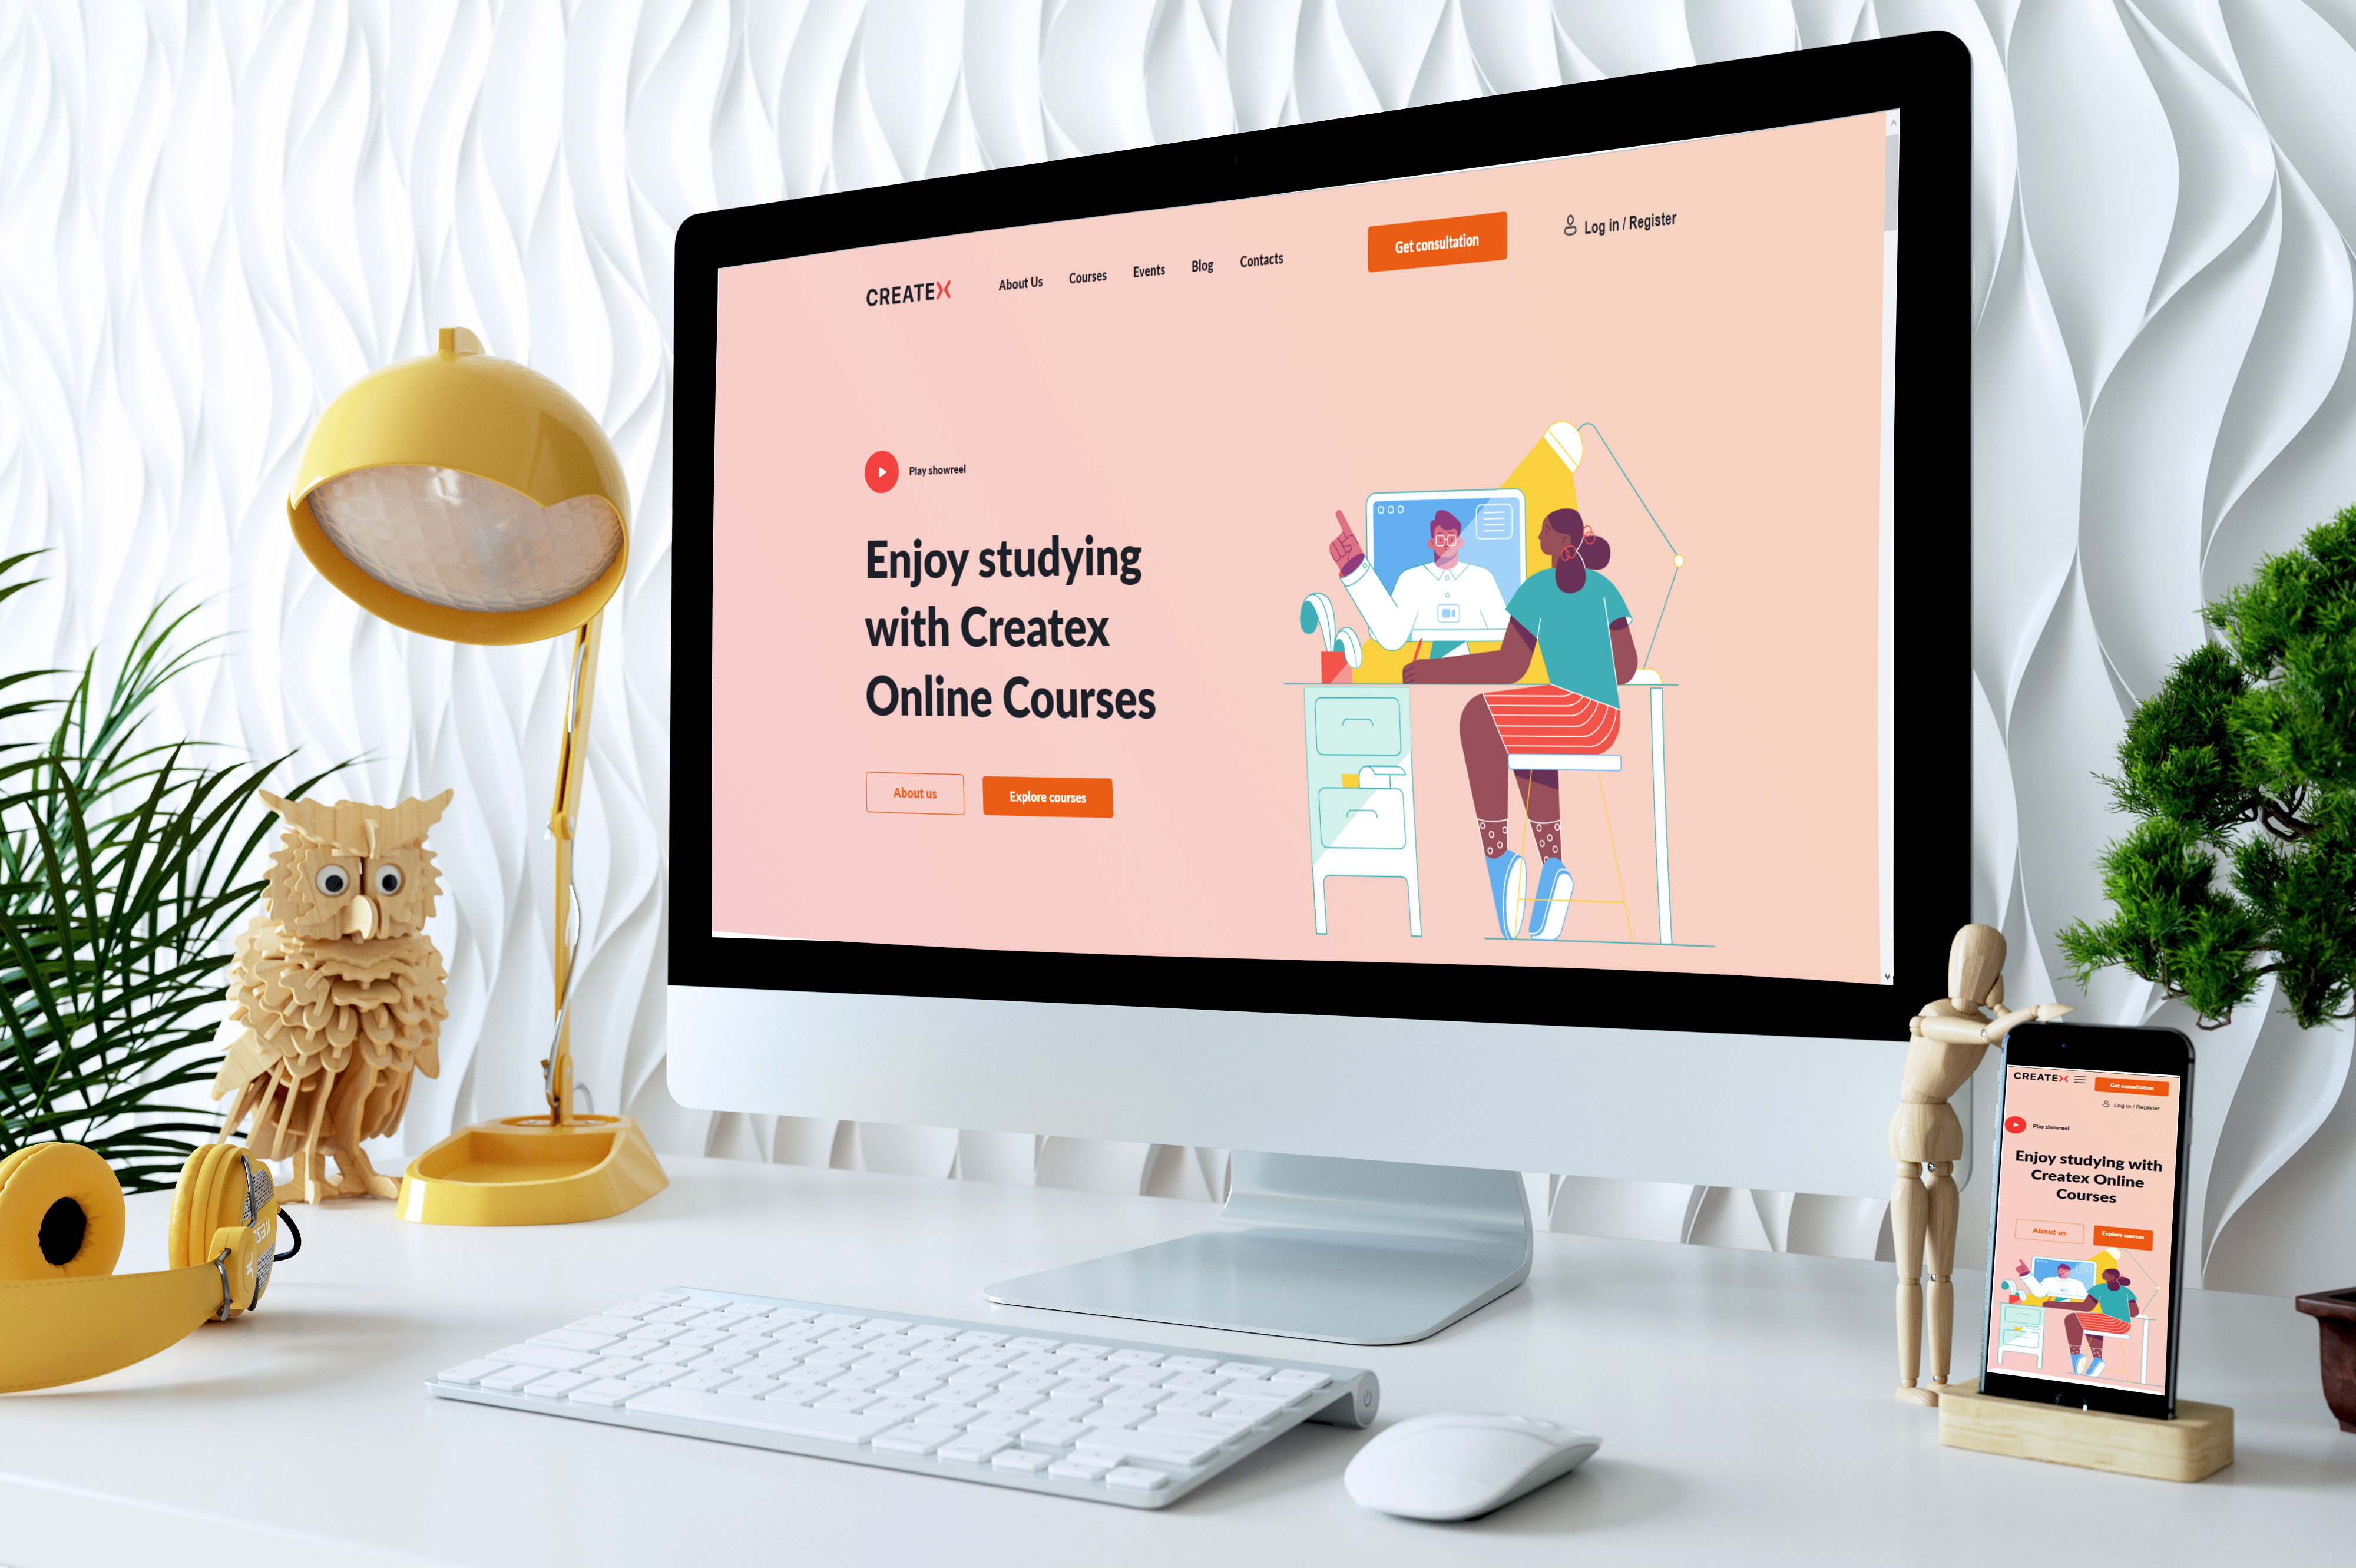 CREATEX
About Us
Courses
Events
Blog
Contacts
Get consultation
Log in / Register
Play showreel
Enjoy studying
with Createx
Online Courses
About us
Explore courses
CREATEX
Get consultation
Log in / Register
Play showreel
Enjoy studying with
Createx Online
Courses
About us
Explore courses